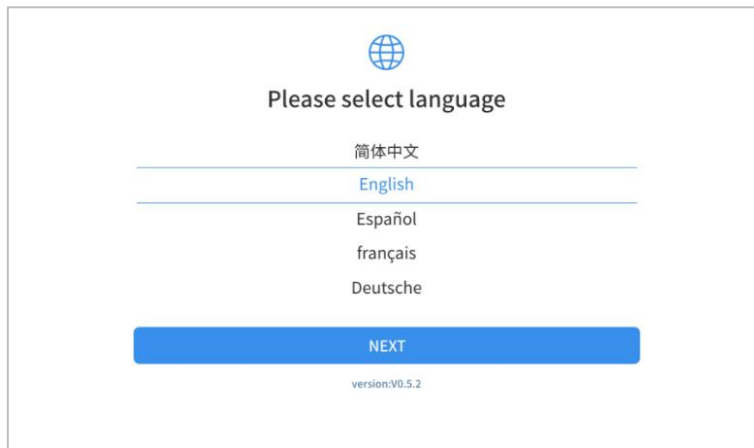 Please select language
简体中文
English
Español
français
Deutsche
NEXT
version:V0.5.2